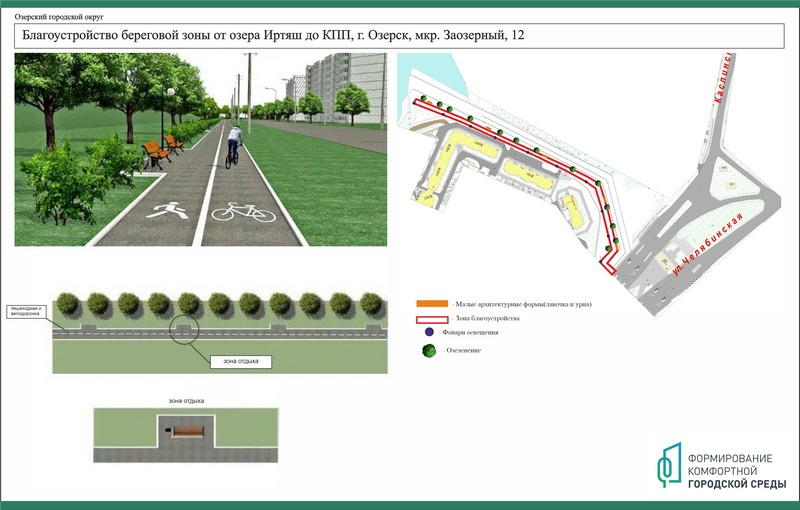 Озерский городской округ
Благоустройство береговой зоны от озера Иртяш до КПП, г. Озерск, мкр. Заозерный, 12
Каслинс
ул. Челябинская
пешеходная и
велодорожка
зона отдыха
зона отдыха
- Малые архитектурные формы(лавочка и урна)
- Зона благоустройства
- Фонари освещения
- Озеленение
ФОРМИРОВАНИЕ
КОМФОРТНОЙ
ГОРОДСКОЙ СРЕДЫ